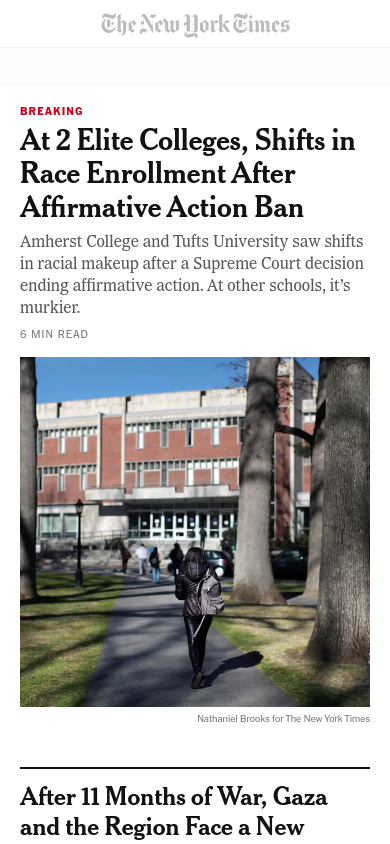 The New York Times
BREAKING
At 2 Elite Colleges, Shifts in
Race Enrollment After
Affirmative Action Ban
Amherst College and Tufts University saw shifts
in racial makeup after a Supreme Court decision
ending affirmative action. At other schools, it’s
murkier.
6 MIN READ
Nathaniel Brooks for The New York Times
After 11 Months of War, Gaza
and the Region Face a New